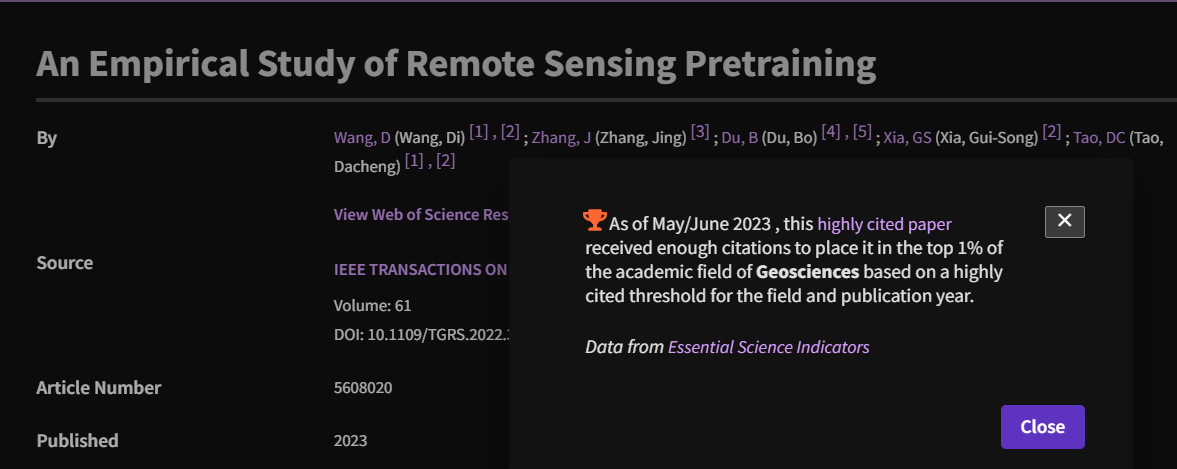 An Empirical Study of Remote Sensing Pretraining
By
Wang, D (Wang, Di) [1] , [2] ; Zhang, J (Zhang, Jing) [3] ; Du, B (Du, Bo) [4] , [5] ; Xia, GS (Xia, Gui-Song) [2] ; Tao, DC (Tao,
Dacheng) [1] , [2]
View Web of Science Res
Source
IEEE TRANSACTIONS ON
Volume: 61
DOI: 10.1109/TGRS.2022.
Article Number
5608020
Published
2023
As of May/June 2023 , this highly cited paper
received enough citations to place it in the top 1% of
the academic field of Geosciences based on a highly
cited threshold for the field and publication year.
Data from Essential Science Indicators
Close